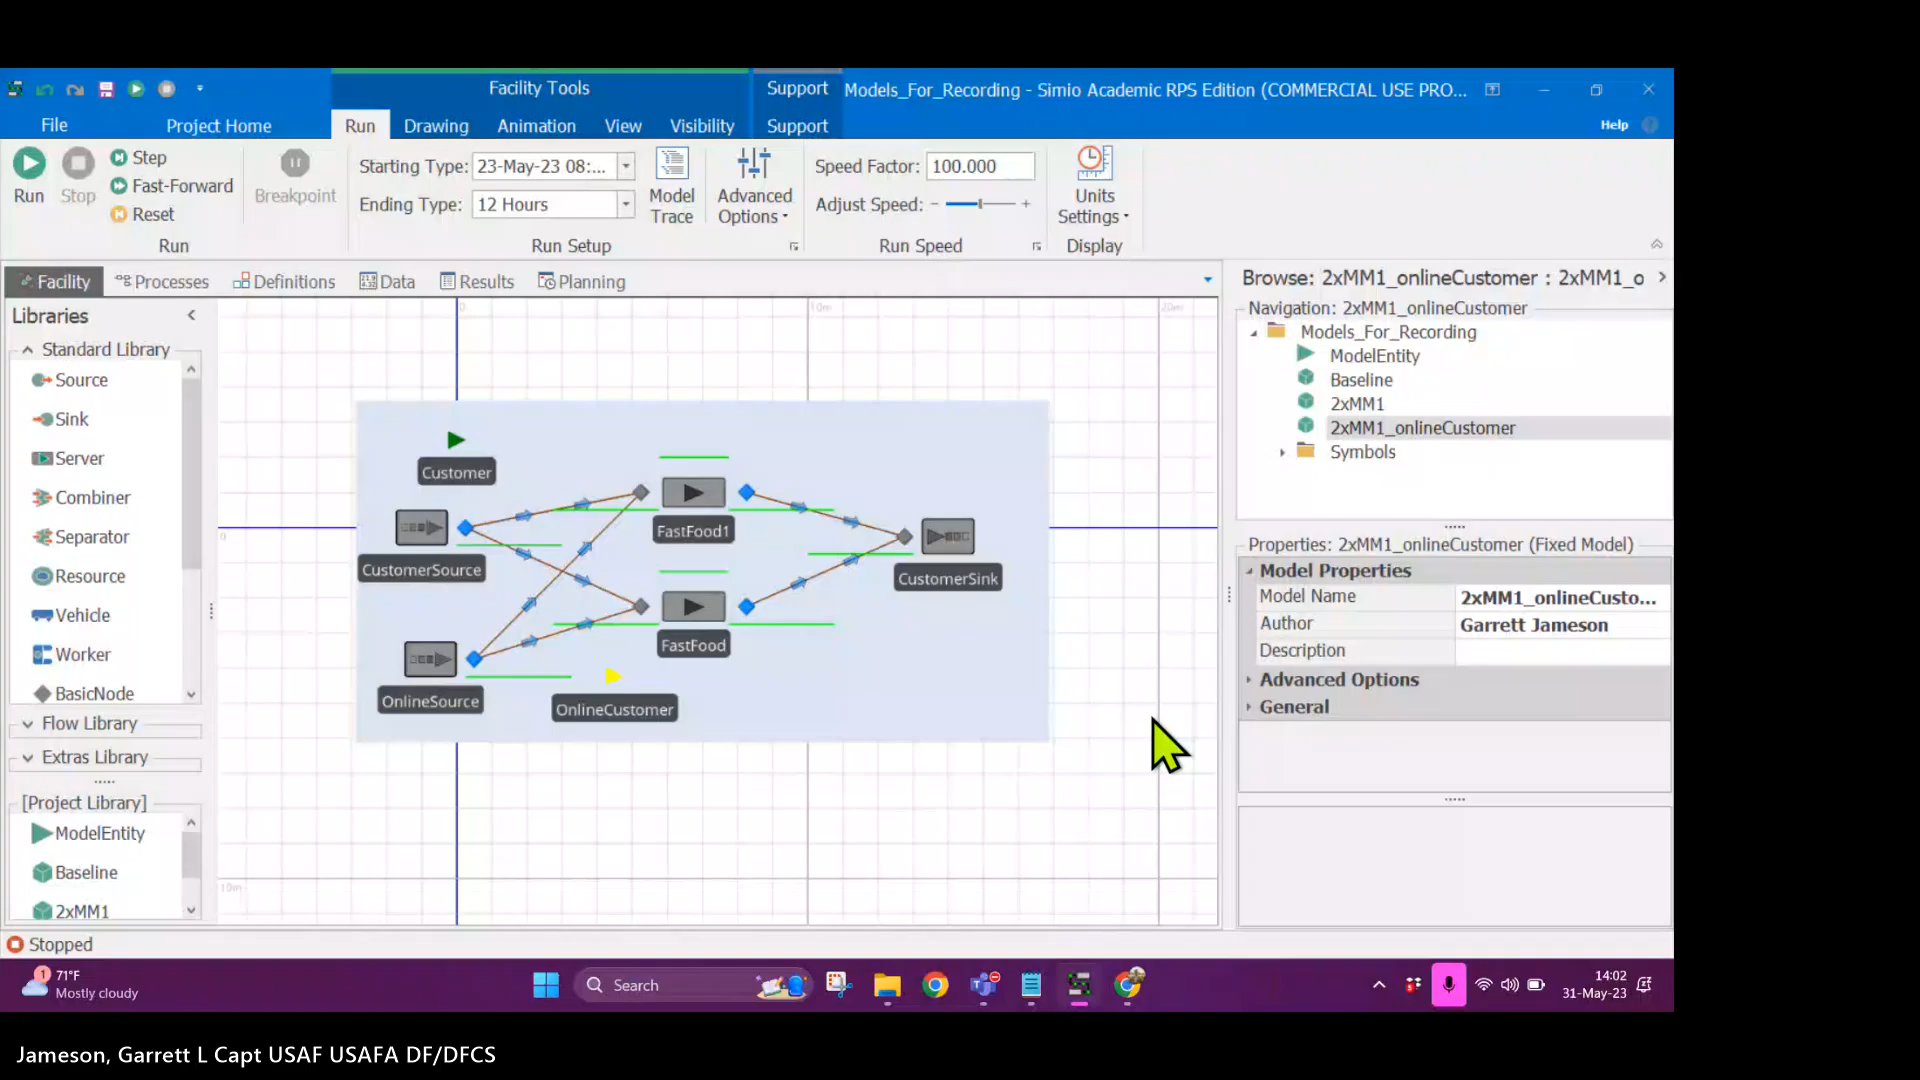 Facility Tools
Support
Models_For_Recording - Simio Academic RPS Edition (COMMERCIAL USE PRO...
File
Project Home
Run
Drawing
Animation
View
Visibility
Support
Help
Run
Stop
Step
Fast-Forward
Reset
Breakpoint
Run
Starting Type: 23-May-23 08:...
Ending Type: 12 Hours
Model Trace
Advanced Options
Run Setup
Speed Factor: 100.000
Adjust Speed: - +
Run Speed
Units Settings
Display
Facility
Processes
Definitions
Data
Results
Planning
Browse: 2xMM1_onlineCustomer : 2xMM1_o
Libraries
Standard Library
Source
Sink
Server
Combiner
Separator
Resource
Vehicle
Worker
BasicNode
Flow Library
Extras Library
[Project Library]
ModelEntity
Baseline
2xMM1
0
10m
20m
0
10m
Customer
CustomerSource
OnlineSource
OnlineCustomer
FastFood1
FastFood
CustomerSink
Navigation: 2xMM1_onlineCustomer
Models_For_Recording
ModelEntity
Baseline
2xMM1
2xMM1_onlineCustomer
Symbols
Properties: 2xMM1_onlineCustomer (Fixed Model)
Model Properties
Model Name 2xMM1_onlineCusto...
Author Garrett Jameson
Description
Advanced Options
General
Stopped
1
71°F
Mostly cloudy
Search
14:02
31-May-23
Jameson, Garrett L Capt USAF USAFA DF/DFCS